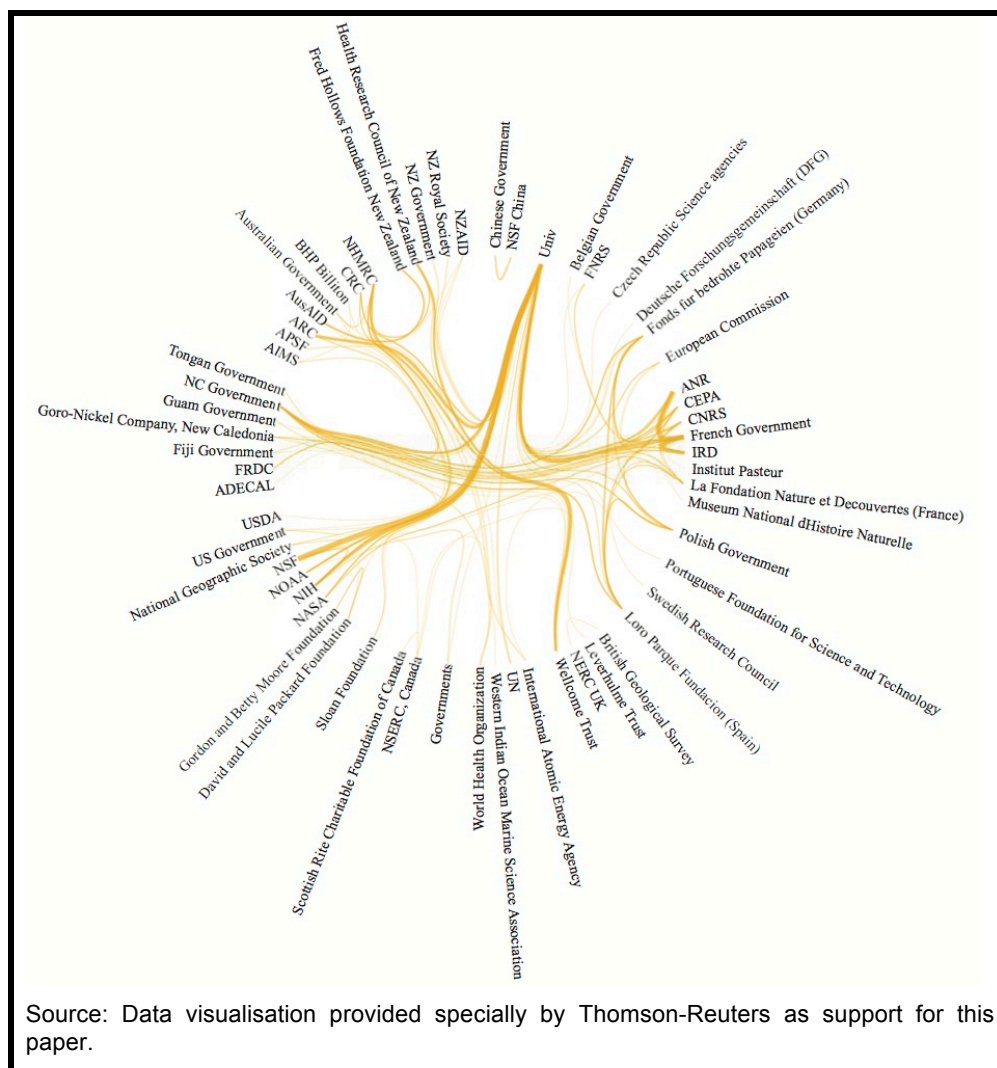 Health Research Council of New Zealand
Fred Hollows Foundation New Zealand
NZ Government
NZ Royal Society
NZAID
Chinese Government
NSF China
Univ
Belgian Government
FNRS
Czech Republic Science agencies
Deutsche Forschungsgemeinschaft (DFG)
Fonds fur bedrohte Papageien (Germany)
European Commission
ANR
CEPA
CNRS
French Government
IRD
Institut Pasteur
La Fondation Nature et Decouvertes (France)
Museum National dHistoire Naturelle
Polish Government
Portuguese Foundation for Science and Technology
Swedish Research Council
Loro Parque Fundacion (Spain)
British Geological Survey
Leverhulme Trust
NERC UK
Wellcome Trust
International Atomic Energy Agency
UN
Western Indian Ocean Marine Science Association
World Health Organization
Governments
NSERC, Canada
Scottish Rite Charitable Foundation of Canada
Sloan Foundation
David and Lucile Packard Foundation
Gordon and Betty Moore Foundation
NASA
NIH
NOAA
NSF
National Geographic Society
US Government
USDA
ADECAL
FRDC
Fiji Government
Goro-Nickel Company, New Caledonia
Guam Government
NC Government
Tongan Government
AIMS
APSF
ARC
AusAID
Australian Government
BHP Billiton
CRC
NHMRC
Source: Data visualisation provided specially by Thomson-Reuters as support for this
paper.